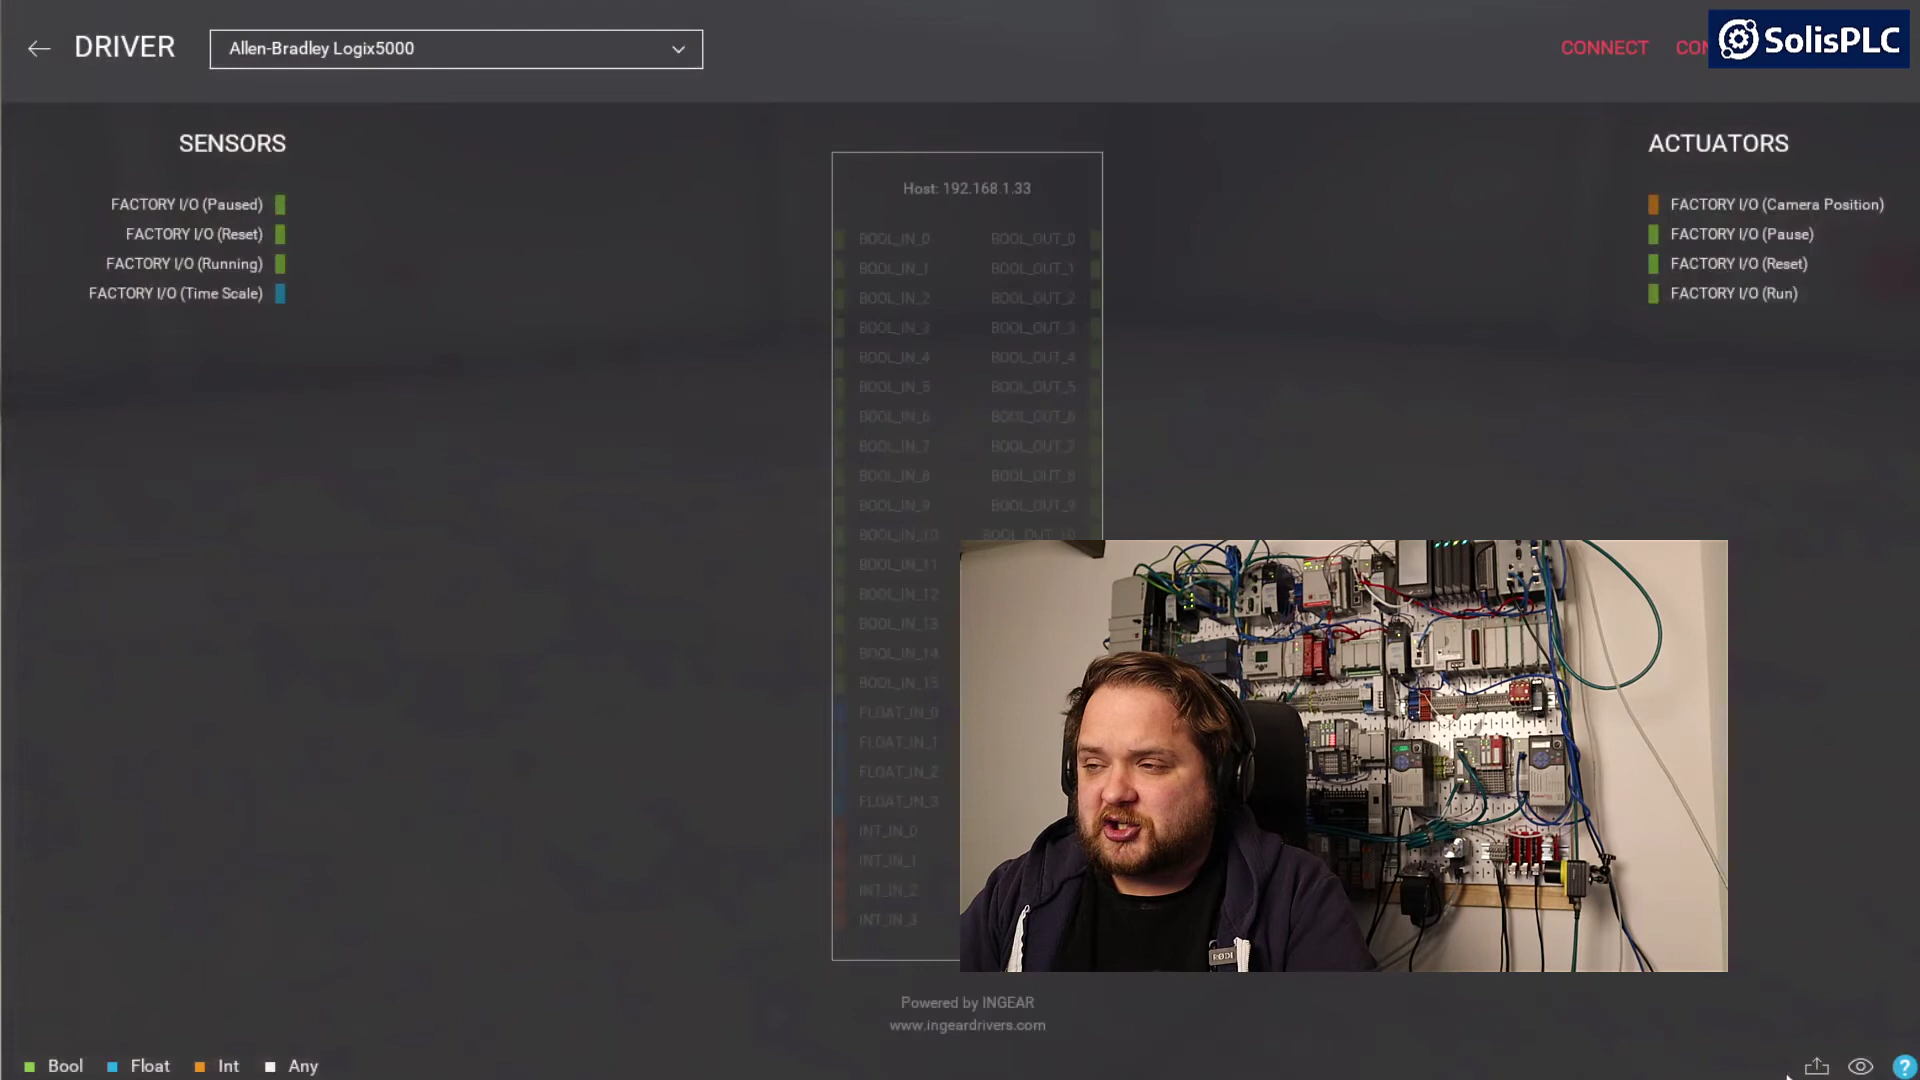 DRIVER
Allen-Bradley Logix5000
CONNECT
CON
SolisPLC
SENSORS
FACTORY I/O (Paused)
FACTORY I/O (Reset)
FACTORY I/O (Running)
FACTORY I/O (Time Scale)
Host: 192.168.1.33
BOOL_IN_0 BOOL_OUT_0
BOOL_IN_1 BOOL_OUT_1
BOOL_IN_2 BOOL_OUT_2
BOOL_IN_3 BOOL_OUT_3
BOOL_IN_4 BOOL_OUT_4
BOOL_IN_5 BOOL_OUT_5
BOOL_IN_6 BOOL_OUT_6
BOOL_IN_7 BOOL_OUT_7
BOOL_IN_8 BOOL_OUT_8
BOOL_IN_9 BOOL_OUT_9
BOOL_IN_10 BOOL_OUT_10
BOOL_IN_11
BOOL_IN_12
BOOL_IN_13
BOOL_IN_14
BOOL_IN_15
FLOAT_IN_0
FLOAT_IN_1
FLOAT_IN_2
FLOAT_IN_3
INT_IN_0
INT_IN_1
INT_IN_2
INT_IN_3
ACTUATORS
FACTORY I/O (Camera Position)
FACTORY I/O (Pause)
FACTORY I/O (Reset)
FACTORY I/O (Run)
RØDE
Powered by INGEAR
www.ingeardrivers.com
Bool Float Int Any
?